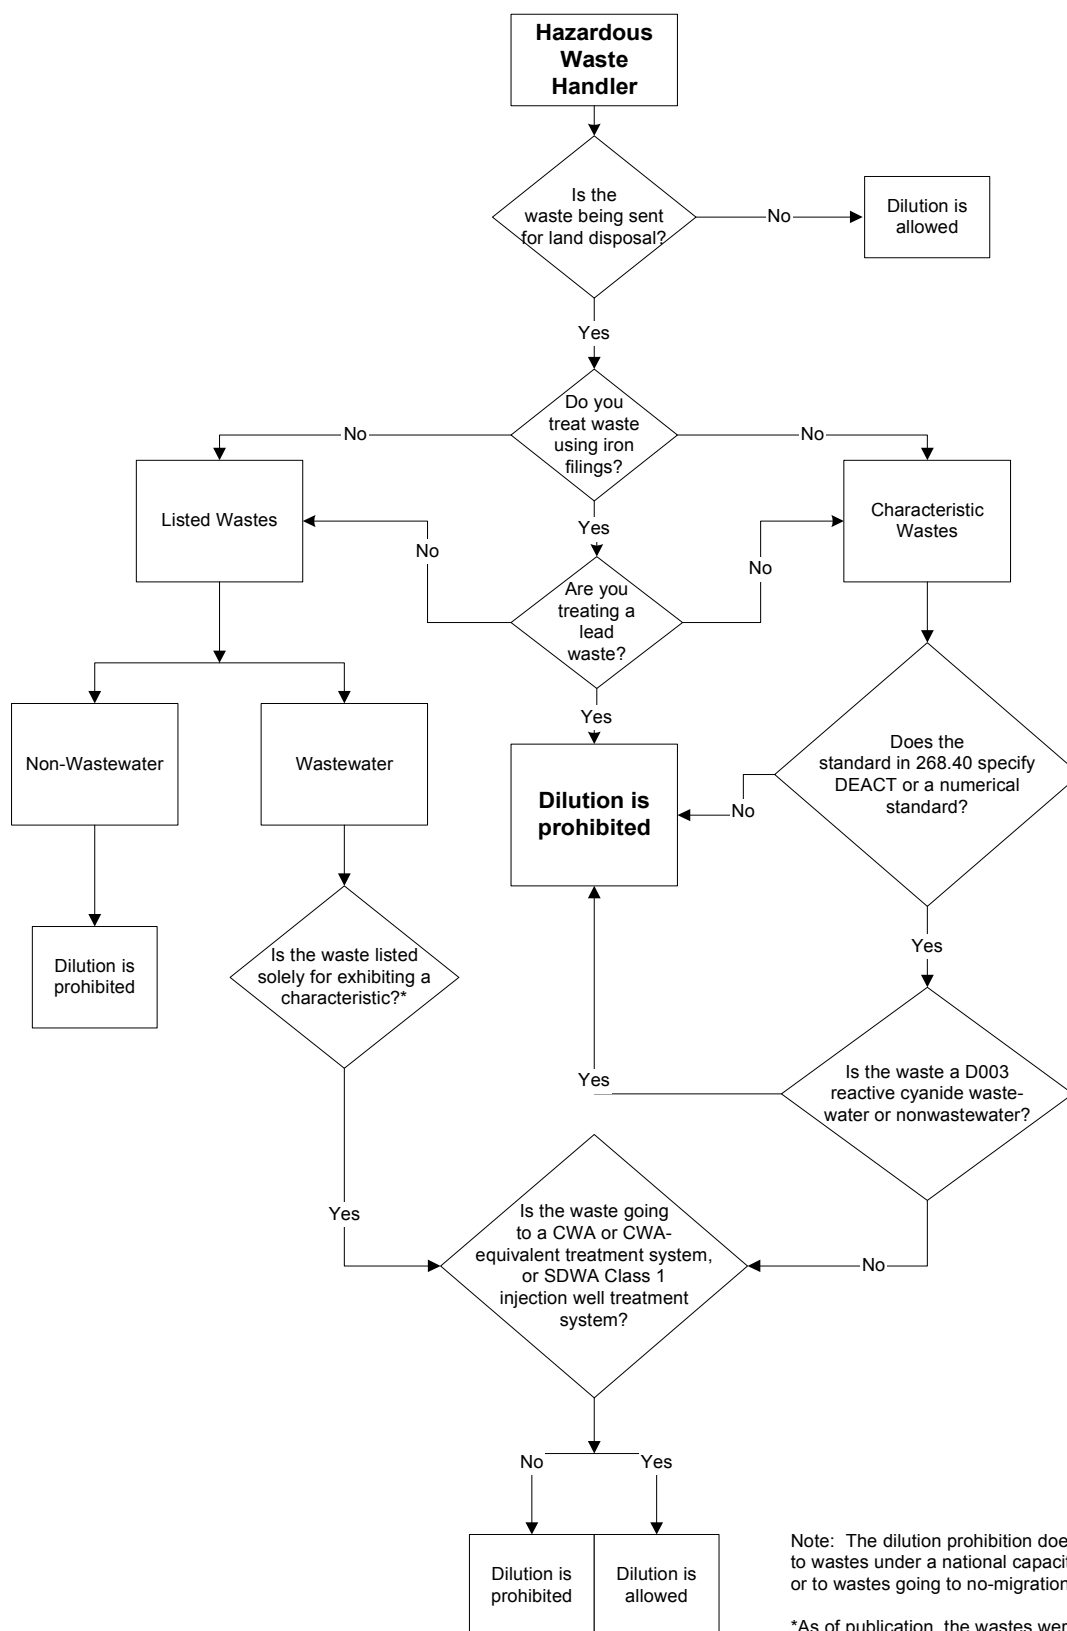 Hazardous
Waste
Handler
Is the
waste being sent
for land disposal?
No
Dilution is
allowed
Yes
Do you
treat waste
using iron
filings?
No
No
Listed Wastes
Characteristic
Wastes
Yes
No
No
Are you
treating a
lead
waste?
Yes
Non-Wastewater
Wastewater
Dilution is
prohibited
Does the
standard in 268.40 specify
DEACT or a numerical
standard?
No
Yes
Dilution is
prohibited
Is the waste listed
solely for exhibiting a
characteristic?*
Is the waste a D003
reactive cyanide waste-
water or nonwastewater?
Yes
Yes
No
Is the waste going
to a CWA or CWA-
equivalent treatment system,
or SDWA Class 1
injection well treatment
system?
No
Yes
Dilution is
prohibited
Dilution is
allowed
Note: The dilution prohibition doe
to wastes under a national capacit
or to wastes going to no-migration
*As of publication, the wastes wer